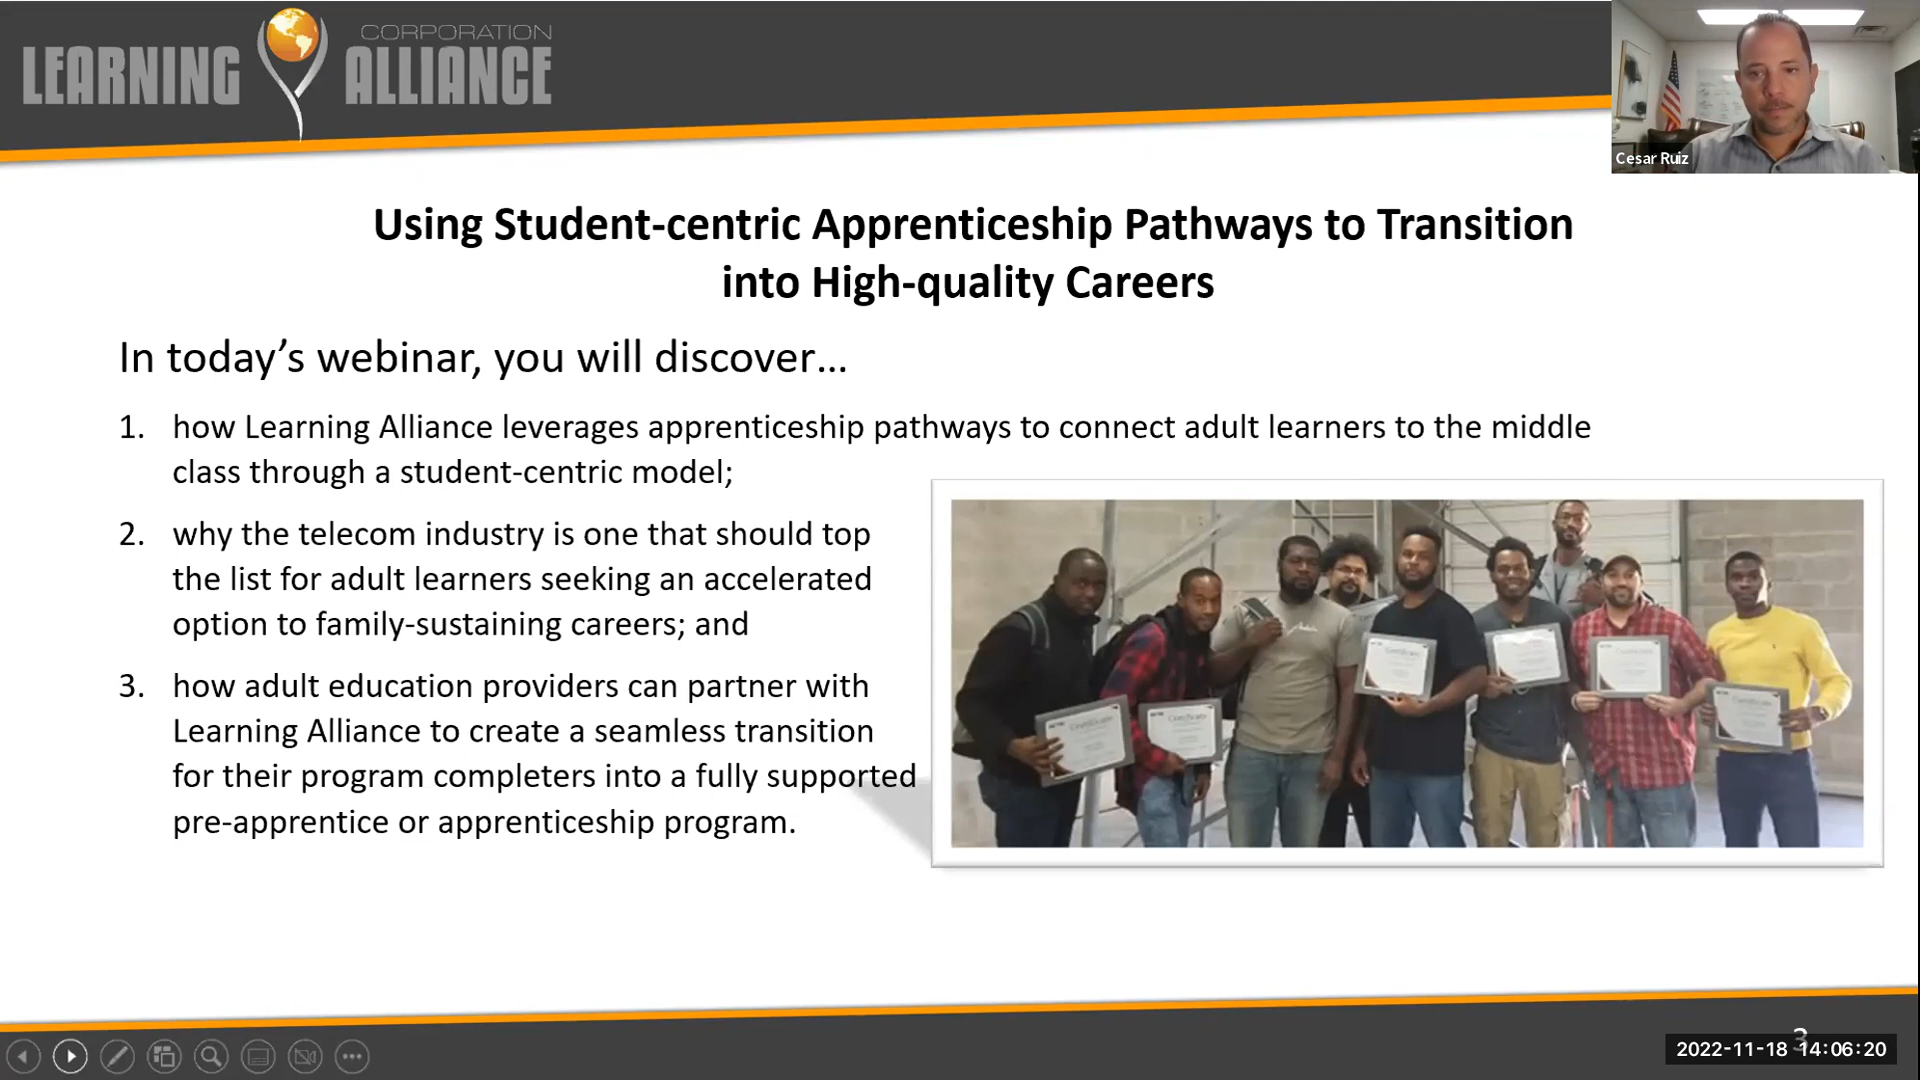 LEARNING
CORPORATION
ALLIANCE
Cesar Ruiz
Using Student-centric Apprenticeship Pathways to Transition
into High-quality Careers
In today’s webinar, you will discover…
1. how Learning Alliance leverages apprenticeship pathways to connect adult learners to the middle
class through a student-centric model;
2. why the telecom industry is one that should top
the list for adult learners seeking an accelerated
option to family-sustaining careers; and
3. how adult education providers can partner with
Learning Alliance to create a seamless transition
for their program completers into a fully supported
pre-apprentice or apprenticeship program.
Certificate
Certificate
Certificate
3
2022-11-18 14:06:20